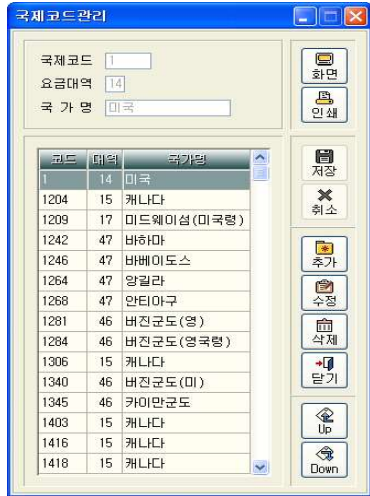 국제코드관리
국제코드 1
요금대역 14
국 가 명 미국
화면
인쇄
저장
취소
추가
수정
삭제
닫기
Up
Down
코드 대역 국가명
1 14 미국
1204 15 캐나다
1209 17 미드웨이섬(미국령)
1242 47 바하마
1246 47 바베이도스
1264 47 앙길라
1268 47 안티아구
1281 46 버진군도(영)
1284 46 버진군도(영국령)
1306 15 캐나다
1340 46 버진군도(미)
1345 46 카이만군도
1403 15 캐나다
1416 15 캐나다
1418 15 캐나다